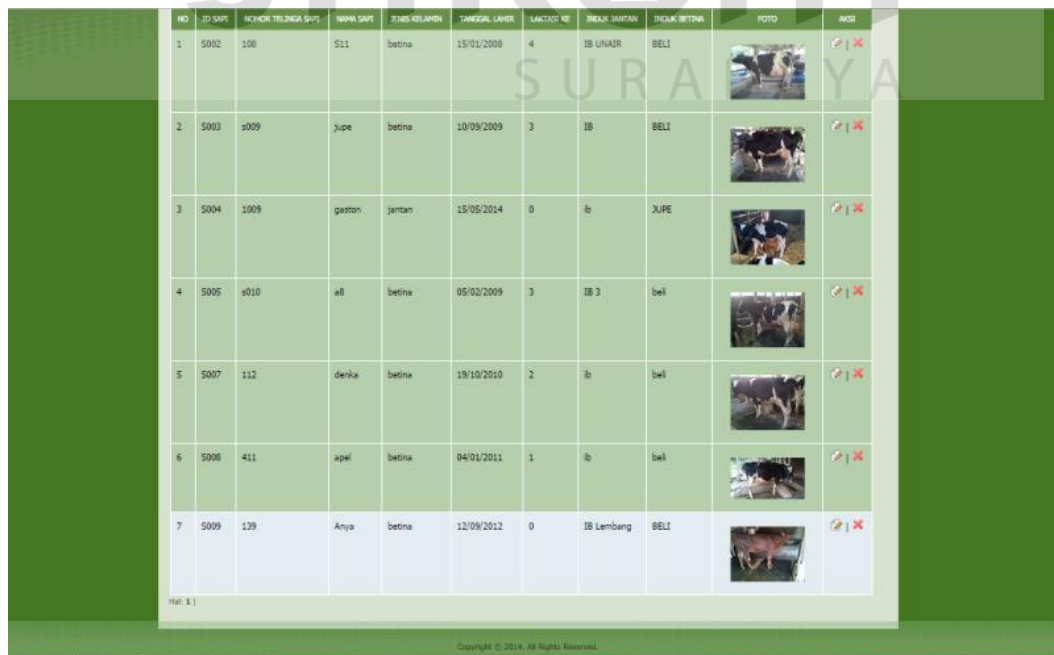 SURABAYA
NO ID SAPI NOMOR TELINGA SAPI NAMA SAPI JENIS KELAMIN TANGGAL LAHIR LAKTASI KE INDUK JANTAN INDUK BETINA FOTO AKSI
1 S002 108 S11 betina 15/01/2008 4 IB UNAIR BELI |
2 S003 s009 jupe betina 10/09/2009 3 IB BELI |
3 S004 1009 gaston jantan 15/05/2014 0 ib JUPE |
4 S005 s010 a8 betina 05/02/2009 3 IB 3 beli |
5 S007 112 denka betina 19/10/2010 2 ib beli |
6 S008 411 apel betina 04/01/2011 1 ib beli |
7 S009 139 Anya betina 12/09/2012 0 IB Lembang BELI |
Hal: 1 |
Copyright © 2014. All Rights Reserved.